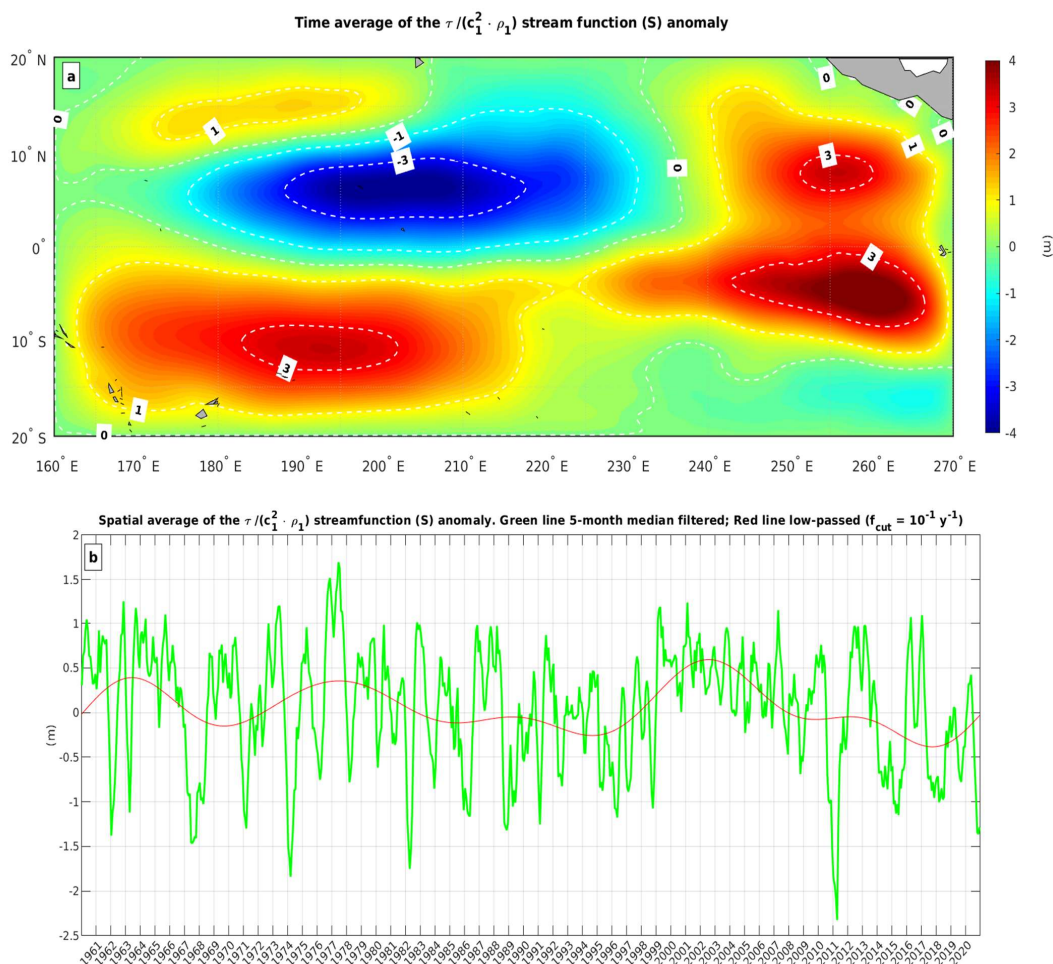 Time average of the τ /(c₁² · ρ₁) stream function (S) anomaly
a
20° N
10° N
0°
10° S
20° S
160° E 170° E 180° E 190° E 200° E 210° E 220° E 230° E 240° E 250° E 260° E 270° E
0
1
-1
-3
0
0
3
0
1
0
3
3
1
0
4
3
2
1
0
-1
-2
-3
-4
(m)
Spatial average of the τ /(c₁² · ρ₁) streamfunction (S) anomaly. Green line 5-month median filtered; Red line low-passed (f_cut = 10⁻¹ y⁻¹)
b
2
1.5
1
0.5
0
-0.5
-1
-1.5
-2
-2.5
(m)
1961 1962 1963 1964 1965 1966 1967 1968 1969 1970 1971 1972 1973 1974 1975 1976 1977 1978 1979 1980 1981 1982 1983 1984 1985 1986 1987 1988 1989 1990 1991 1992 1993 1994 1995 1996 1997 1998 1999 2000 2001 2002 2003 2004 2005 2006 2007 2008 2009 2010 2011 2012 2013 2014 2015 2016 2017 2018 2019 2020